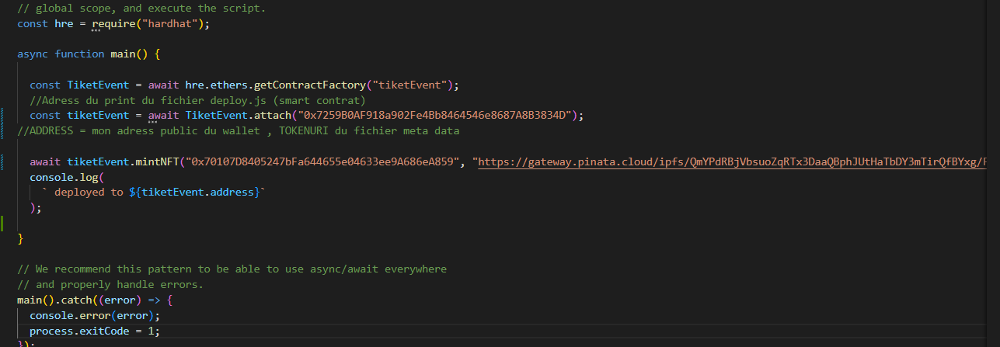 // global scope, and execute the script.
const hre = require("hardhat");
async function main() {
const TiketEvent = await hre.ethers.getContractFactory("tiketEvent");
//Adress du print du fichier deploy.js (smart contrat)
const tiketEvent = await TiketEvent.attach("0x7259B0AF918a902Fe4Bb8464546e8687A8B3834D");
//ADDRESS = mon adress public du wallet , TOKENURI du fichier meta data
await tiketEvent.mintNFT("0x70107D8405247bFa644655e04633ee9A686eA859", "https://gateway.pinata.cloud/ipfs/QmYPdRBjVbsuoZqRTx3DaaQBphJUtHaTbDY3mTirQfBYxg/
console.log(
` deployed to ${tiketEvent.address}`
);
}
// We recommend this pattern to be able to use async/await everywhere
// and properly handle errors.
main().catch((error) => {
console.error(error);
process.exitCode = 1;
});